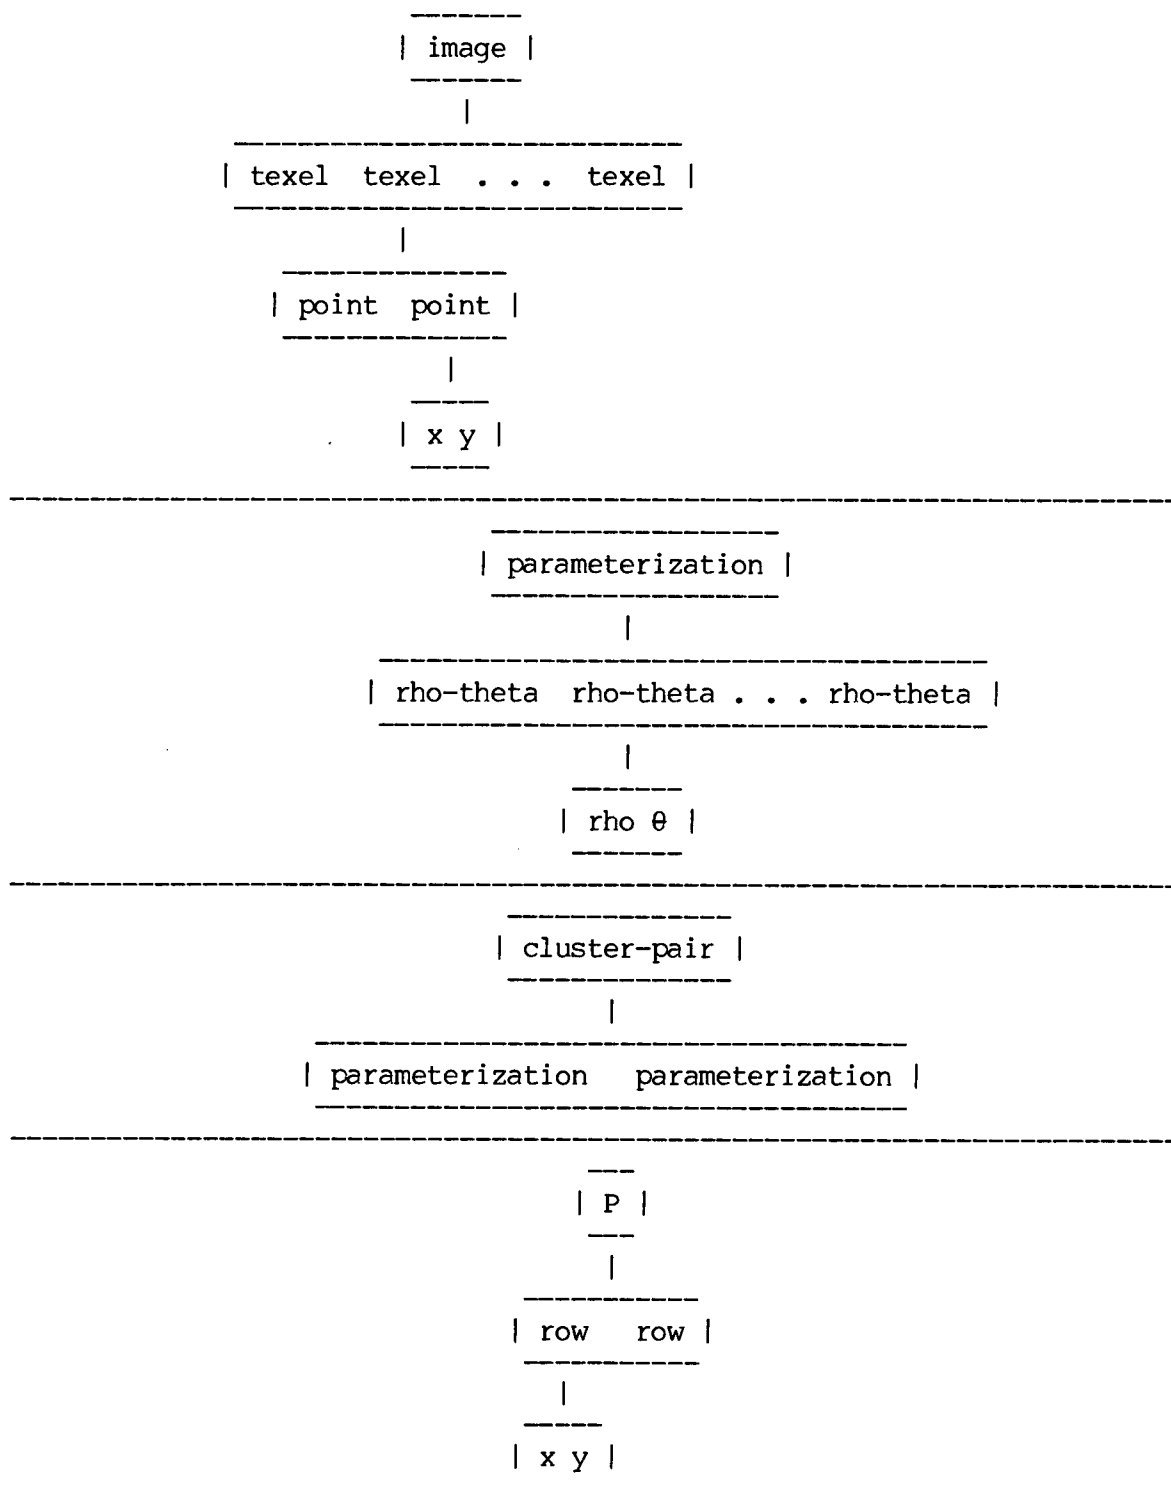 | image |
| texel texel . . . texel |
| point point |
| x y |
| parameterization |
| rho-theta rho-theta . . . rho-theta |
| rho θ |
| cluster-pair |
| parameterization parameterization |
| P |
| row row |
| x y |